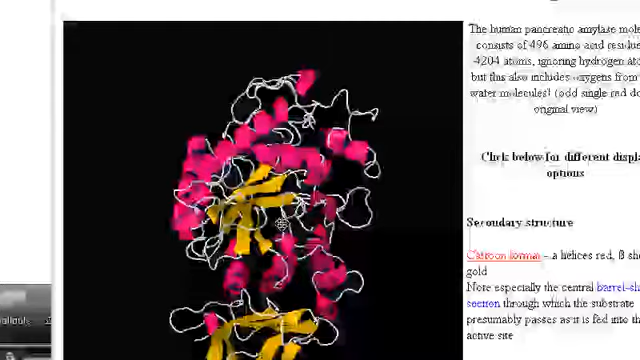 The human pancreatic amylase mole
consists of 496 amino acid residue
4204 atoms, ignoring hydrogen ato
but this also includes oxygens from
water molecules! (odd single red do
original view)
Click below for different displa
options
Secondary structure
Cartoon format - a helices red, ß she
gold
Note especially the central barrel-sha
section through which the substrate
presumably passes as it is fed into th
active site